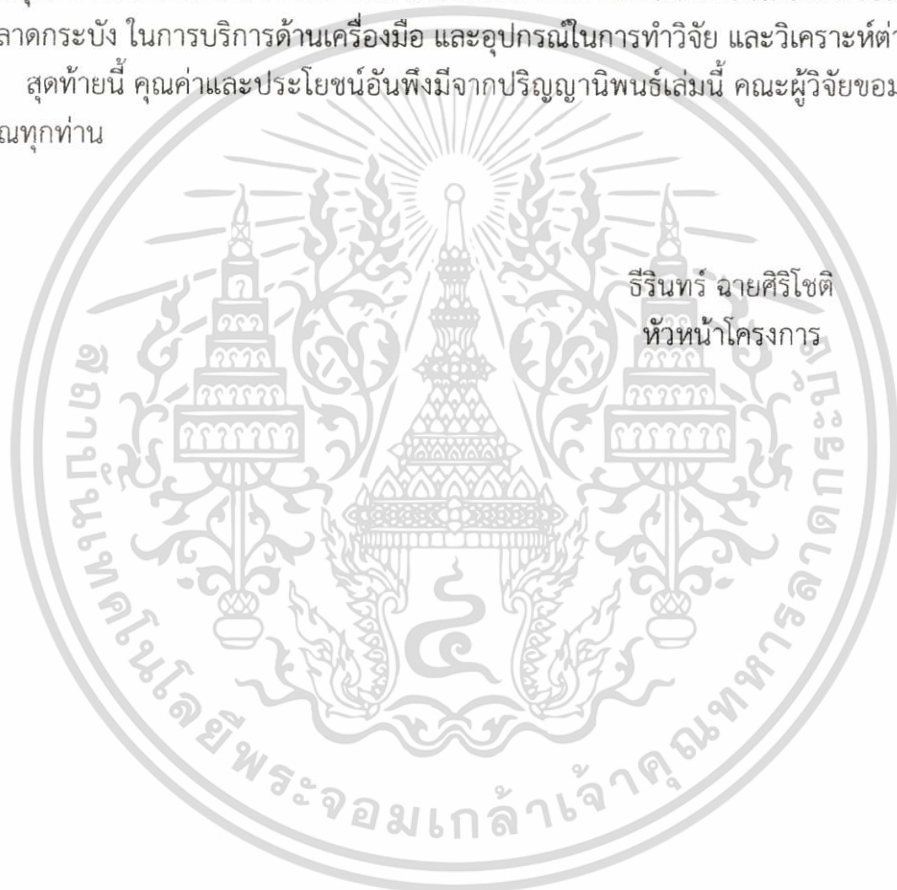 ลาดกระบัง ในการบริการด้านเครื่องมือ และอุปกรณ์ในการทำวิจัย และวิเคราะห์ต่า
สุดท้ายนี้ คุณค่าและประโยชน์อันพึงมีจากปริญญานิพนธ์เล่มนี้ คณะผู้วิจัยขอม
ณทุกท่าน
ธีรินทร์ ฉายศิริโชติ
หัวหน้าโครงการ
สถาบันเทคโนโลยีพระจอมเกล้าเจ้าคุณทหารลาดกระบัง